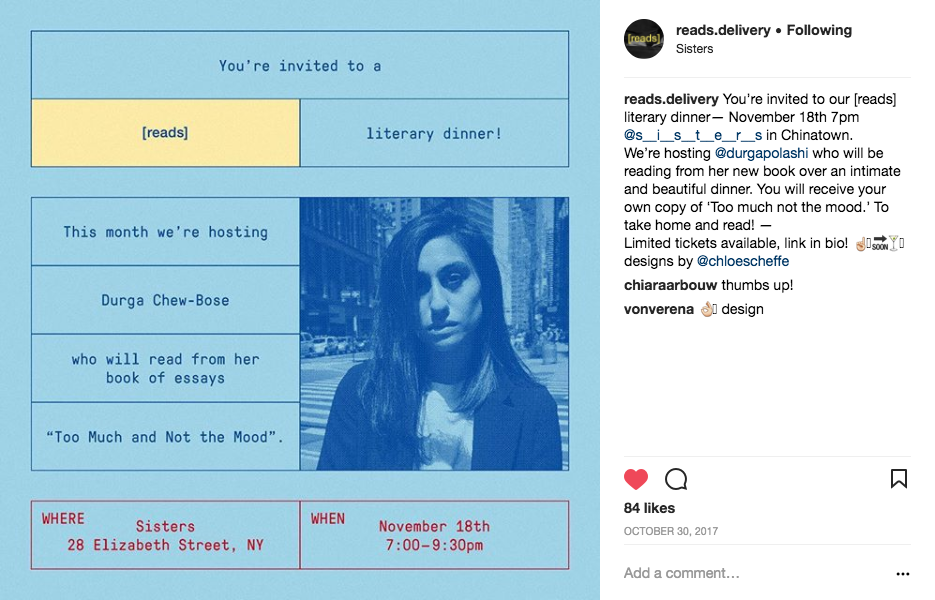 You're invited to a
[reads]
literary dinner!
This month we're hosting
Durga Chew-Bose
who will read from her
book of essays
“Too Much and Not the Mood”.
WHERE
Sisters
28 Elizabeth Street, NY
WHEN
November 18th
7:00–9:30pm
[reads]
reads.delivery • Following
Sisters
reads.delivery You're invited to our [reads]
literary dinner— November 18th 7pm
@s__i__s__t__e__r__s in Chinatown.
We're hosting @durgapolashi who will be
reading from her new book over an intimate
and beautiful dinner. You will receive your
own copy of 'Too much not the mood.' To
take home and read! —
Limited tickets available, link in bio! ☝🏼🔜🍸
designs by @chloescheffe
chiaraarbouw thumbs up!
vonverena 👌🏼 design
84 likes
OCTOBER 30, 2017
Add a comment…